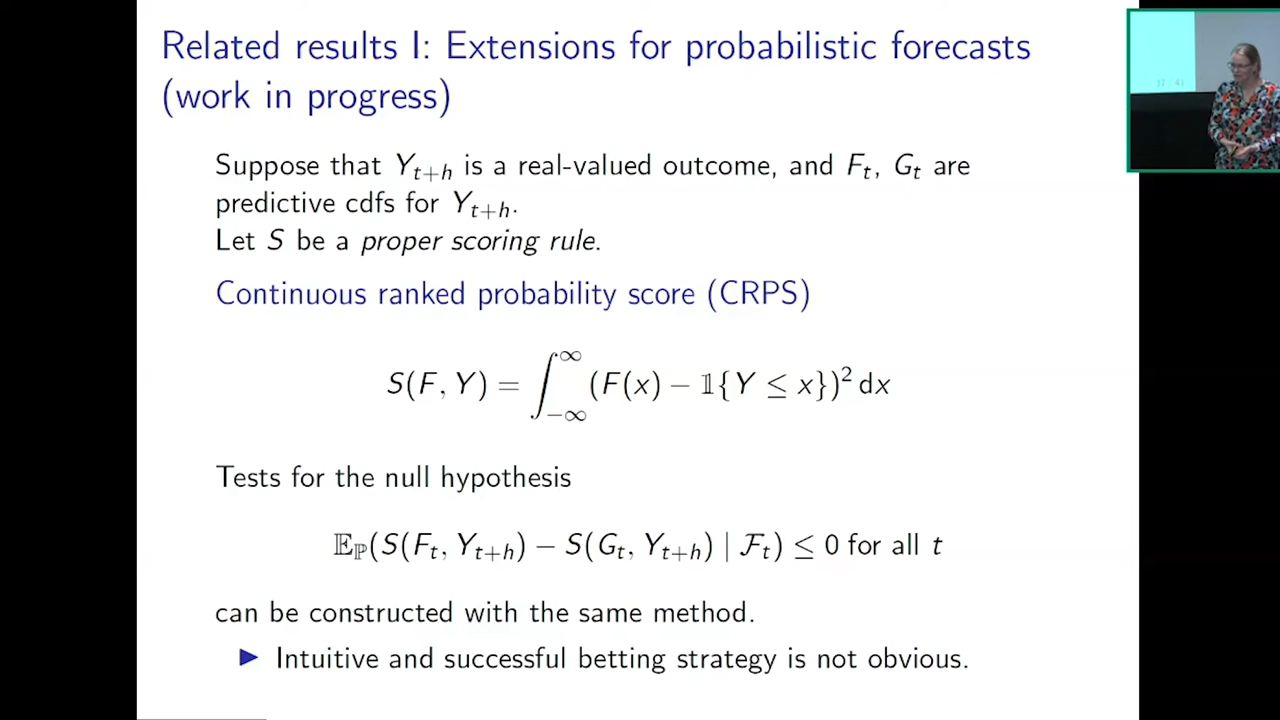 Related results I: Extensions for probabilistic forecasts
(work in progress)
Suppose that Y_{t+h} is a real-valued outcome, and F_t, G_t are
predictive cdfs for Y_{t+h}.
Let S be a proper scoring rule.
Continuous ranked probability score (CRPS)
S(F, Y) = ∫_{−∞}^{∞} (F(x) − 𝟙{Y ≤ x})² dx
Tests for the null hypothesis
𝔼_ℙ(S(F_t, Y_{t+h}) − S(G_t, Y_{t+h}) | ℱ_t) ≤ 0 for all t
can be constructed with the same method.
▶ Intuitive and successful betting strategy is not obvious.
17 / 41